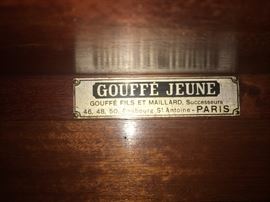 GOUFFÉ JEUNE
GOUFFÉ FILS ET MAILLARD, Successeurs
46, 48, 50, Faubourg St Antoine - PARIS